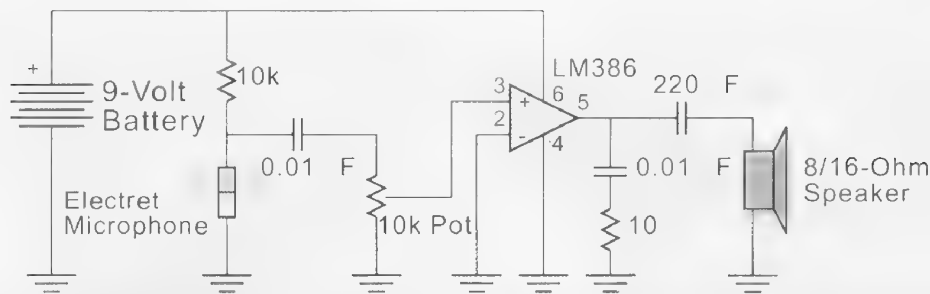 +
9-Volt
Battery
10k
0.01 F
Electret
Microphone
10k Pot
LM386
3
+
6
5
2
-
4
220 F
0.01 F
10
8/16-Ohm
Speaker